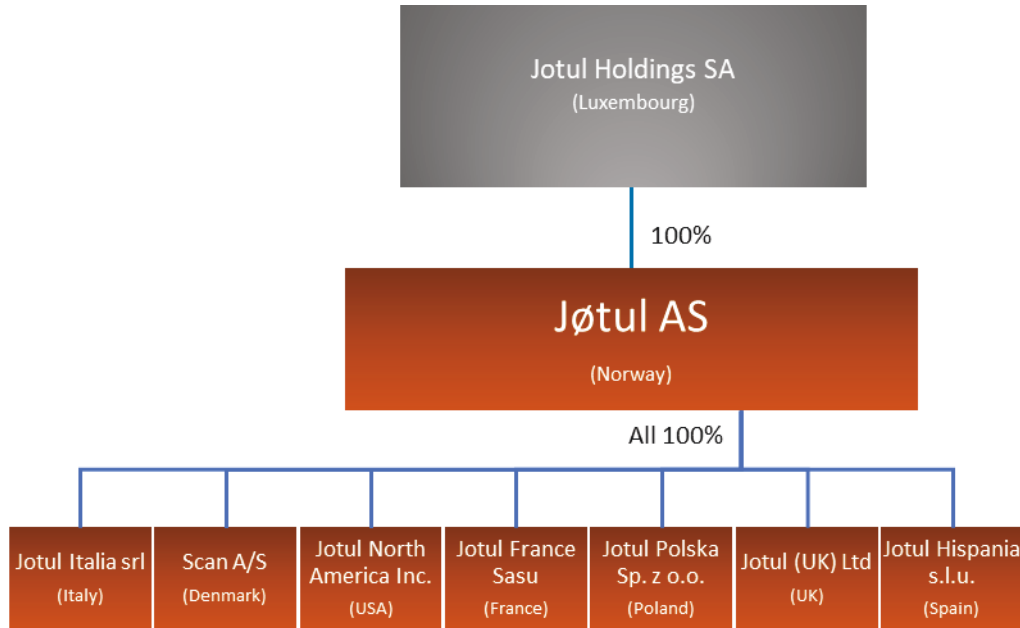 Jotul Holdings SA
(Luxembourg)
100%
Jøtul AS
(Norway)
All 100%
Jotul Italia srl
(Italy)
Scan A/S
(Denmark)
Jotul North
America Inc.
(USA)
Jotul France
Sasu
(France)
Jotul Polska
Sp. z o.o.
(Poland)
Jotul (UK) Ltd
(UK)
Jotul Hispania
s.l.u.
(Spain)